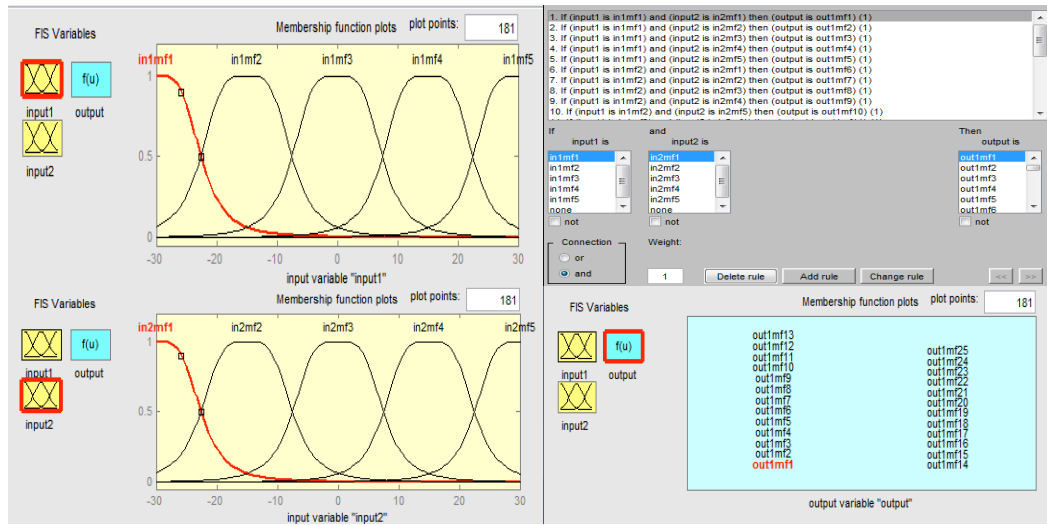 FIS Variables
Membership function plots plot points: 181
in1mf1 in1mf2 in1mf3 in1mf4 in1mf5
f(u)
input1 output
input2
1
0.5
0
-30 -20 -10 0 10 20 30
input variable "input1"
FIS Variables
Membership function plots plot points: 181
in2mf1 in2mf2 in2mf3 in2mf4 in2mf5
f(u)
input1 output
input2
1
0.5
0
-30 -20 -10 0 10 20 30
input variable "input2"
1. If (input1 is in1mf1) and (input2 is in2mf1) then (output is out1mf1) (1)
2. If (input1 is in1mf1) and (input2 is in2mf2) then (output is out1mf2) (1)
3. If (input1 is in1mf1) and (input2 is in2mf3) then (output is out1mf3) (1)
4. If (input1 is in1mf1) and (input2 is in2mf4) then (output is out1mf4) (1)
5. If (input1 is in1mf1) and (input2 is in2mf5) then (output is out1mf5) (1)
6. If (input1 is in1mf2) and (input2 is in2mf1) then (output is out1mf6) (1)
7. If (input1 is in1mf2) and (input2 is in2mf2) then (output is out1mf7) (1)
8. If (input1 is in1mf2) and (input2 is in2mf3) then (output is out1mf8) (1)
9. If (input1 is in1mf2) and (input2 is in2mf4) then (output is out1mf9) (1)
10. If (input1 is in1mf2) and (input2 is in2mf5) then (output is out1mf10) (1)
If and Then
input1 is input2 is output is
in1mf1 in2mf1 out1mf1
in1mf2 in2mf2 out1mf2
in1mf3 in2mf3 out1mf3
in1mf4 in2mf4 out1mf4
in1mf5 in2mf5 out1mf5
none none out1mf6
not not not
Connection Weight:
or
and 1 Delete rule Add rule Change rule << >>
FIS Variables
Membership function plots plot points: 181
f(u)
input1 output
input2
out1mf13
out1mf12
out1mf11
out1mf10
out1mf9
out1mf8
out1mf7
out1mf6
out1mf5
out1mf4
out1mf3
out1mf2
out1mf1
out1mf25
out1mf24
out1mf23
out1mf22
out1mf21
out1mf20
out1mf19
out1mf18
out1mf17
out1mf16
out1mf15
out1mf14
output variable "output"